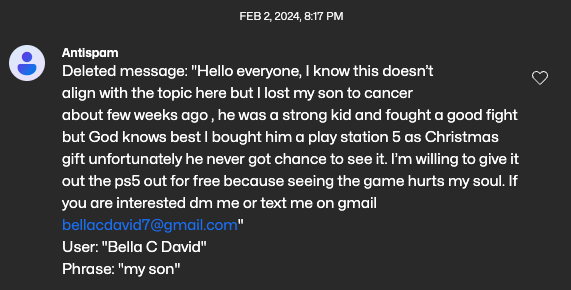 FEB 2, 2024, 8:17 PM
Antispam
Deleted message: "Hello everyone, I know this doesn't
align with the topic here but I lost my son to cancer
about few weeks ago , he was a strong kid and fought a good fight
but God knows best I bought him a play station 5 as Christmas
gift unfortunately he never got chance to see it. I'm willing to give it
out the ps5 out for free because seeing the game hurts my soul. If
you are interested dm me or text me on gmail
bellacdavid7@gmail.com"
User: "Bella C David"
Phrase: "my son"